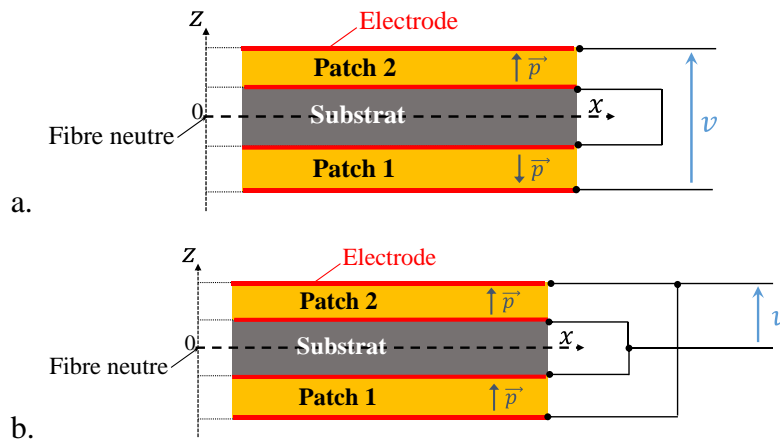 z
Electrode
Patch 2
p
0
Substrat
x
v
Fibre neutre
Patch 1
p
a.
z
Electrode
Patch 2
p
0
Substrat
x
v
Fibre neutre
Patch 1
p
b.